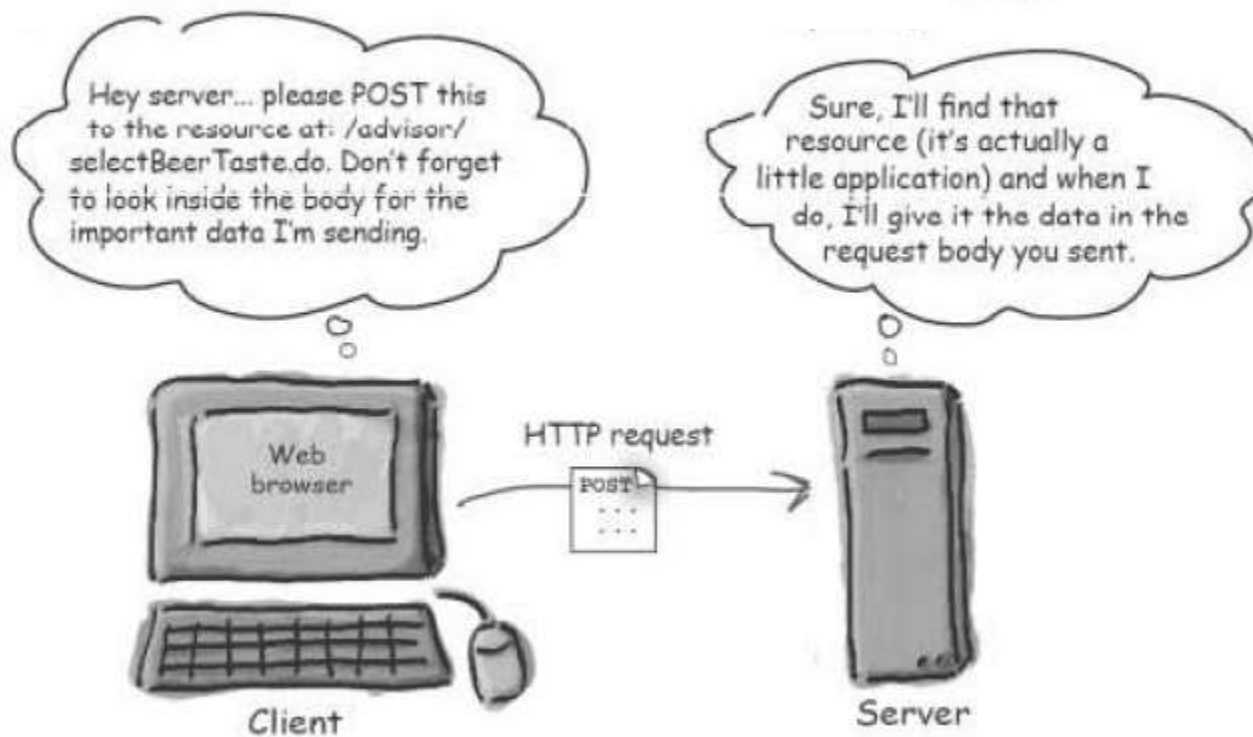 Hey server... please POST this
to the resource at: /advisor/
selectBeerTaste.do. Don't forget
to look inside the body for the
important data I'm sending.
Sure, I'll find that
resource (it's actually a
little application) and when I
do, I'll give it the data in the
request body you sent.
Web
browser
HTTP request
POST
Client
Server